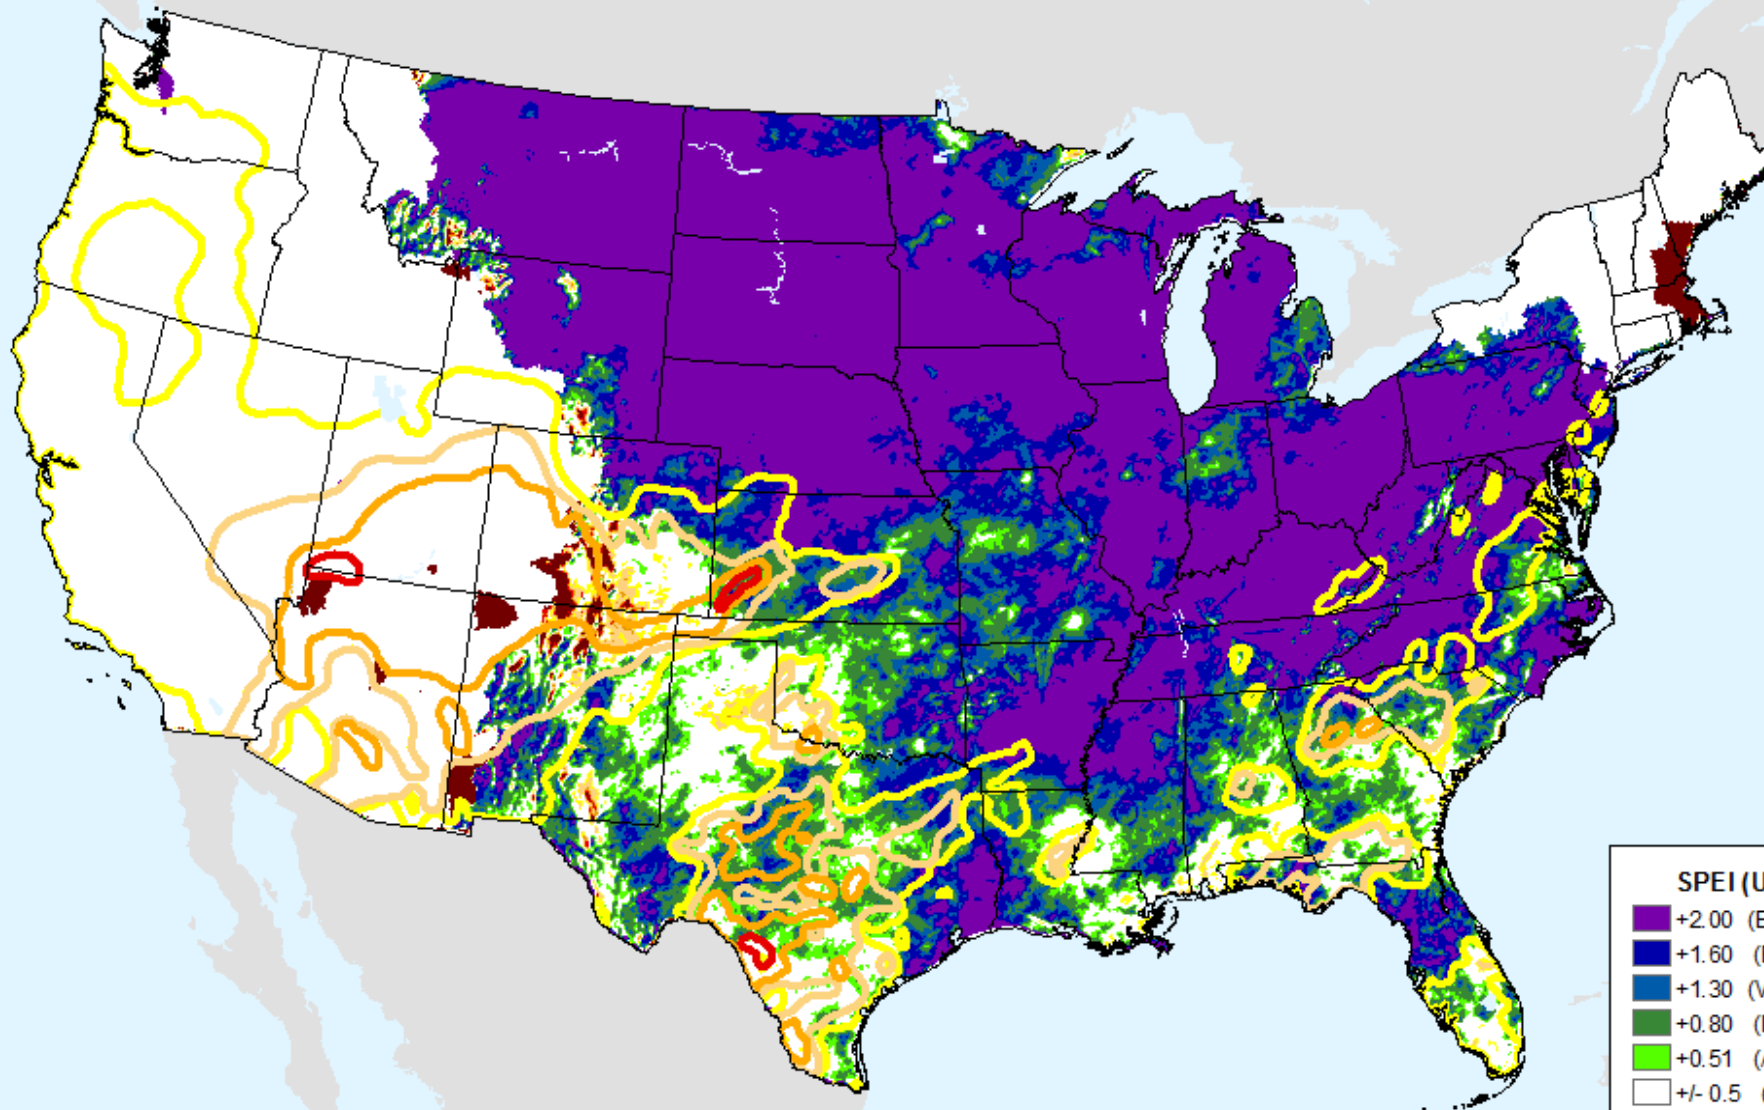 SPEI (U
+2.00 (E
+1.60 (
+1.30 (V
+0.80 (
+0.51 (
+/- 0.5 (